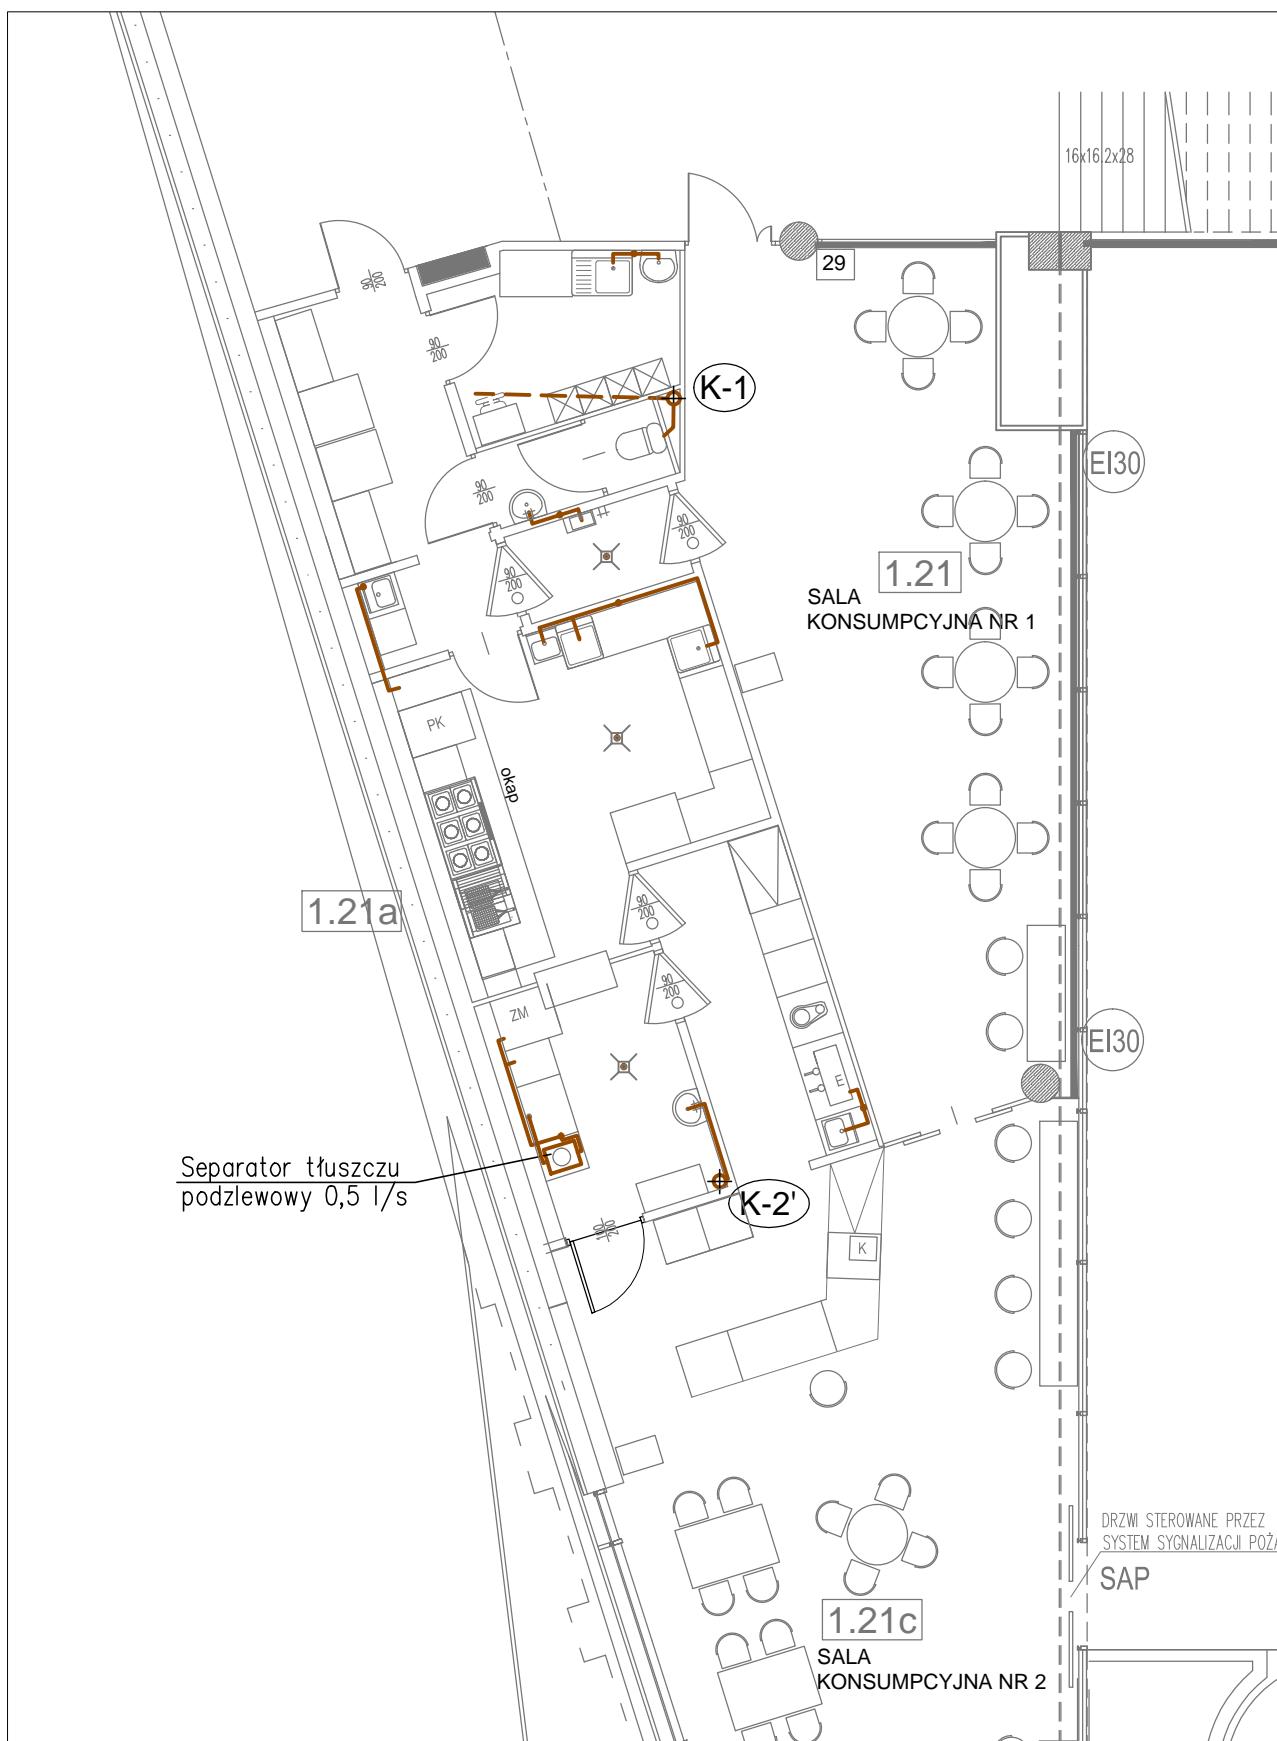 16x16.2x28
29
90
200
90
200
K-1
EI30
90
200
90
200
90
200
1.21
SALA
KONSUMPCYJNA NR 1
PK
okap
1.21a
90
200
90
200
ZM
EI30
E
Separator tłuszczu
podzlewowy 0,5 l/s
K-2'
K
DRZWI STEROWANE PRZEZ
SYSTEM SYGNALIZACJI POŻA
SAP
1.21c
SALA
KONSUMPCYJNA NR 2